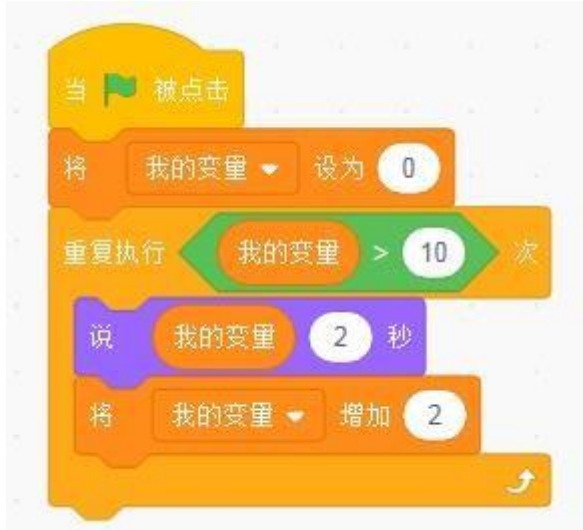 当 被点击
将 我的变量 设为 0
重复执行 我的变量 > 10 次
说 我的变量 2 秒
将 我的变量 增加 2